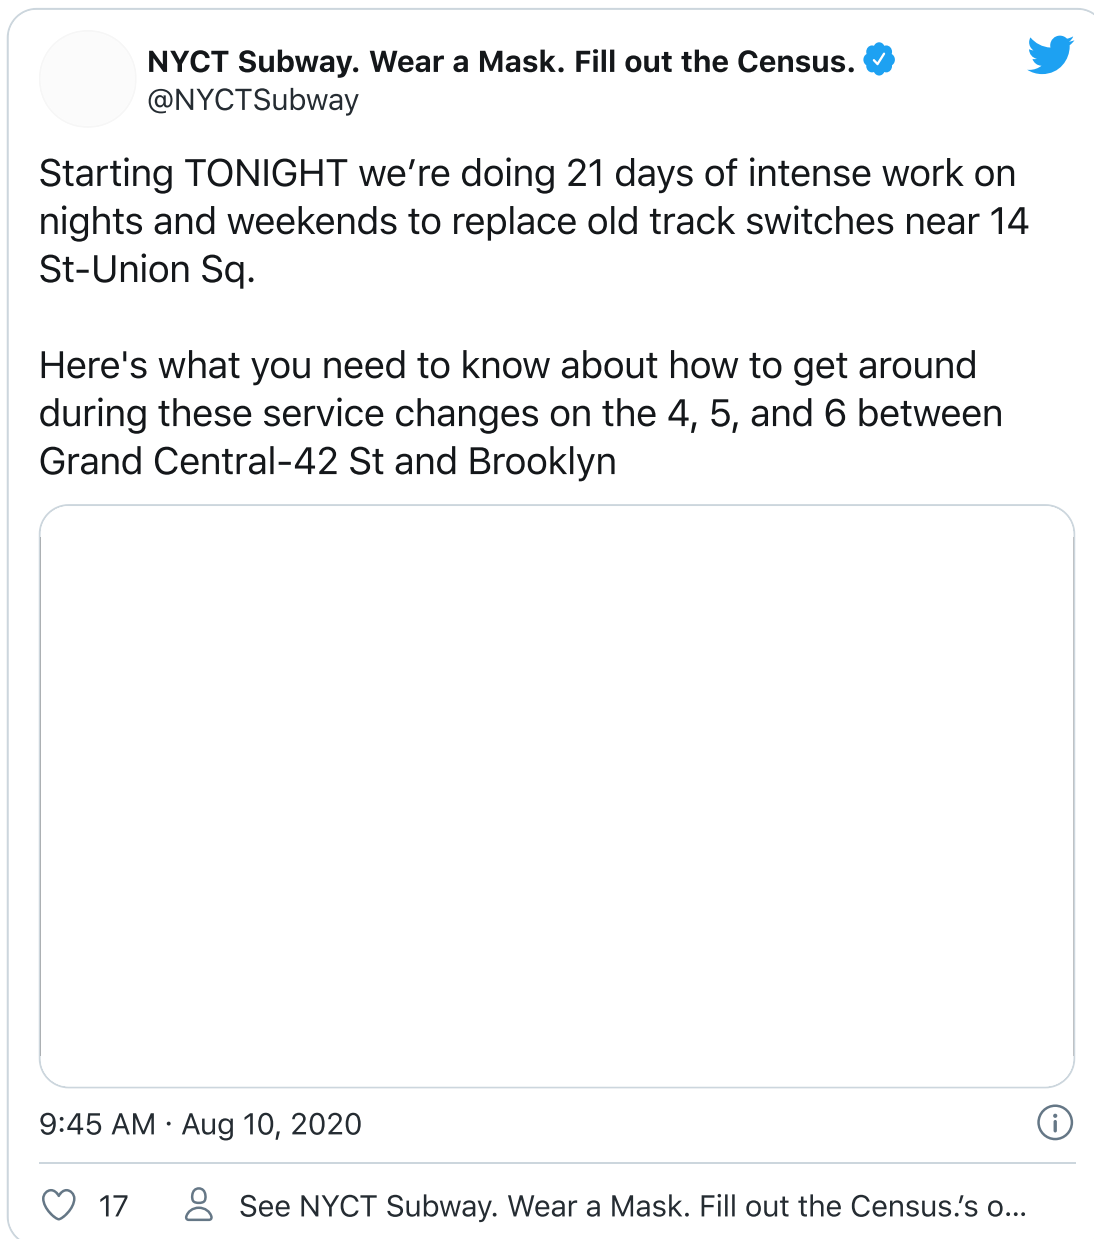 NYCT Subway. Wear a Mask. Fill out the Census.
@NYCTSubway
Starting TONIGHT we’re doing 21 days of intense work on
nights and weekends to replace old track switches near 14
St-Union Sq.
Here's what you need to know about how to get around
during these service changes on the 4, 5, and 6 between
Grand Central-42 St and Brooklyn
9:45 AM · Aug 10, 2020
17 See NYCT Subway. Wear a Mask. Fill out the Census.’s o...